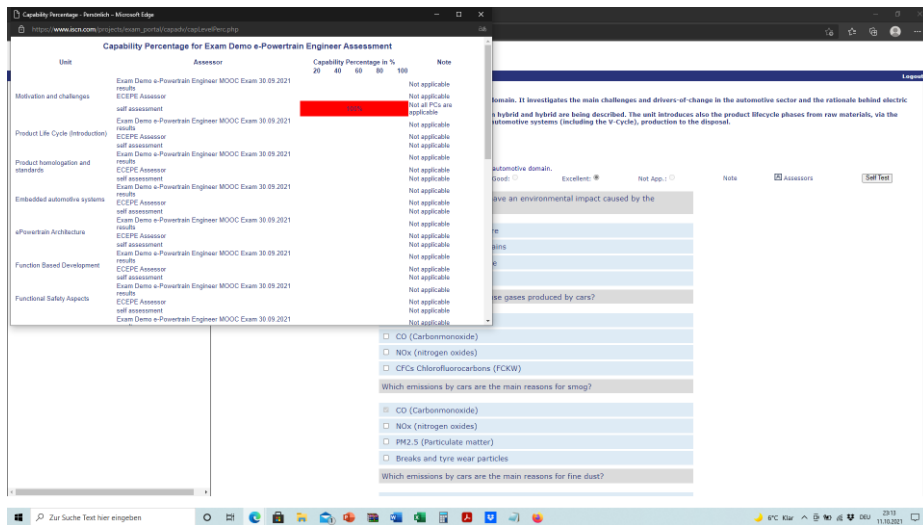 Capability Percentage - Persönlich - Microsoft Edge
https://www.iscn.com/projects/exam_portal/capadv/capLevelPerc.php
Capability Percentage for Exam Demo e-Powertrain Engineer Assessment
Unit Assessor Capability Percentage in % Note
20 40 60 80 100
Motivation and challenges
Exam Demo e-Powertrain Engineer MOOC Exam 30.09.2021 results Not applicable
ECEPE Assessor Not applicable
self assessment Not all PCs are applicable
Product Life Cycle (Introduction)
Exam Demo e-Powertrain Engineer MOOC Exam 30.09.2021 results Not applicable
ECEPE Assessor Not applicable
self assessment Not applicable
Product homologation and standards
Exam Demo e-Powertrain Engineer MOOC Exam 30.09.2021 results Not applicable
ECEPE Assessor Not applicable
self assessment Not applicable
Embedded automotive systems
Exam Demo e-Powertrain Engineer MOOC Exam 30.09.2021 results Not applicable
ECEPE Assessor Not applicable
self assessment Not applicable
ePowertrain Architecture
Exam Demo e-Powertrain Engineer MOOC Exam 30.09.2021 results Not applicable
ECEPE Assessor Not applicable
self assessment Not applicable
Function Based Development
Exam Demo e-Powertrain Engineer MOOC Exam 30.09.2021 results Not applicable
ECEPE Assessor Not applicable
self assessment Not applicable
Functional Safety Aspects
Exam Demo e-Powertrain Engineer MOOC Exam 30.09.2021 results Not applicable
ECEPE Assessor Not applicable
self assessment Not applicable
Exam Demo e-Powertrain Engineer MOOC Exam 30.09.2021
Not applicable
Logout
omain. It investigates the main challenges and drivers-of-change in the automotive sector and the rationale behind electric
hybrid and hybrid are being described. The unit introduces also the product lifecycle phases from raw materials, via the
automotive systems (including the V-Cycle), production to the disposal.
automotive domain.
Good: Excellent: Not App.: Note Assessors Self Test
ave an environmental impact caused by the
re
ains
e
se gases produced by cars?
CO (Carbonmonoxide)
NOx (nitrogen oxides)
CFCs Chlorofluorocarbons (FCKW)
Which emissions by cars are the main reasons for smog?
CO (Carbonmonoxide)
NOx (nitrogen oxides)
PM2.5 (Particulate matter)
Breaks and tyre wear particles
Which emissions by cars are the main reasons for fine dust?
Zur Suche Text hier eingeben
6°C Klar DEU 23:13
11.10.2021